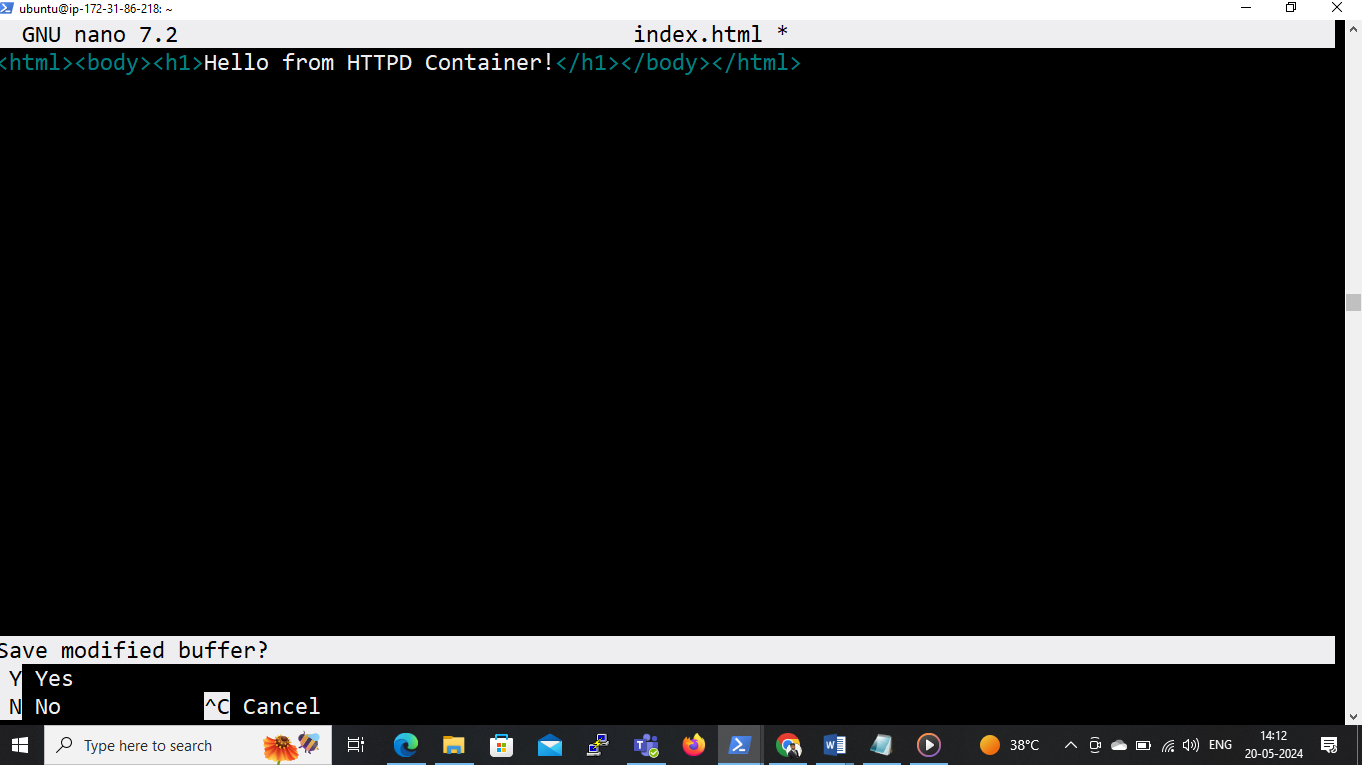 ubuntu@ip-172-31-86-218: ~
GNU nano 7.2 index.html *
<html><body><h1>Hello from HTTPD Container!</h1></body></html>
Save modified buffer?
Y Yes
N No ^C Cancel
Type here to search
38°C
ENG
14:12
20-05-2024